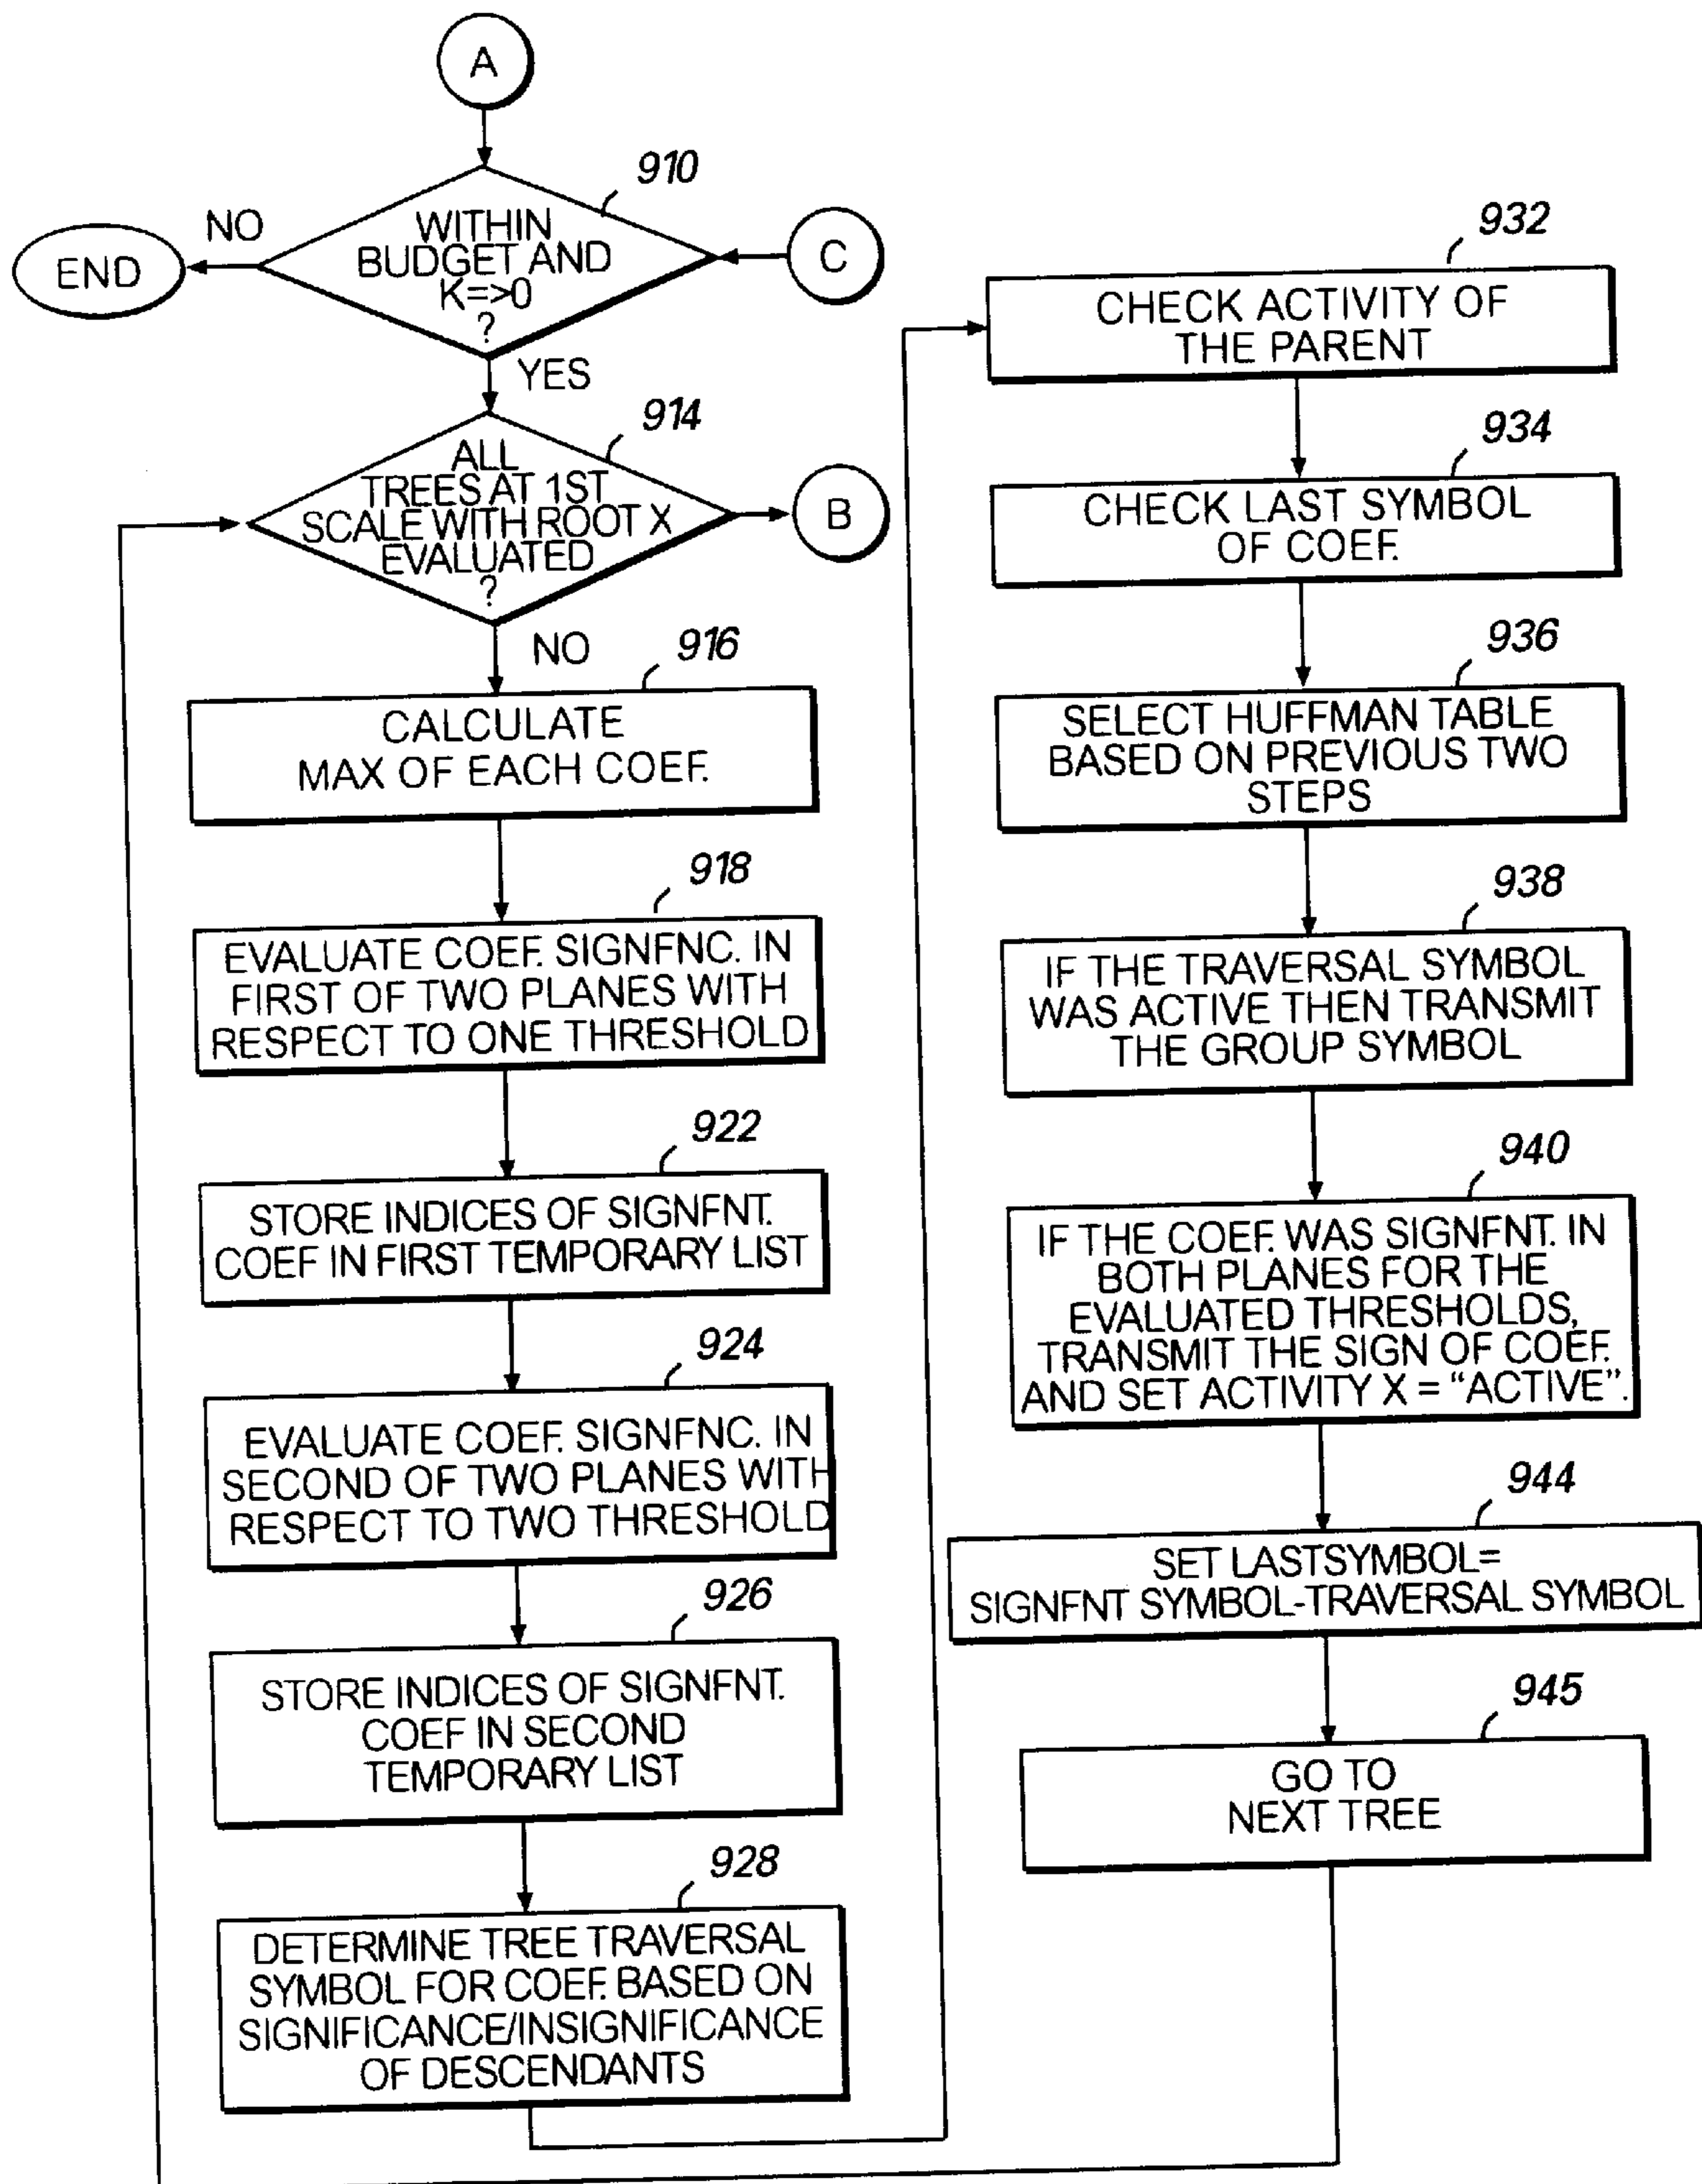 A
910
NO
WITHIN
BUDGET AND
K=>0
?
END
C
YES
914
ALL
TREES AT 1ST
SCALE WITH ROOT X
EVALUATED
?
B
NO
916
CALCULATE
MAX OF EACH COEF.
918
EVALUATE COEF. SIGNFNC. IN
FIRST OF TWO PLANES WITH
RESPECT TO ONE THRESHOLD
922
STORE INDICES OF SIGNFNT.
COEF IN FIRST TEMPORARY LIST
924
EVALUATE COEF. SIGNFNC. IN
SECOND OF TWO PLANES WITH
RESPECT TO TWO THRESHOLD
926
STORE INDICES OF SIGNFNT.
COEF IN SECOND
TEMPORARY LIST
928
DETERMINE TREE TRAVERSAL
SYMBOL FOR COEF. BASED ON
SIGNIFICANCE/INSIGNIFICANCE
OF DESCENDANTS
932
CHECK ACTIVITY OF
THE PARENT
934
CHECK LAST SYMBOL
OF COEF.
936
SELECT HUFFMAN TABLE
BASED ON PREVIOUS TWO
STEPS
938
IF THE TRAVERSAL SYMBOL
WAS ACTIVE THEN TRANSMIT
THE GROUP SYMBOL
940
IF THE COEF. WAS SIGNFNT. IN
BOTH PLANES FOR THE
EVALUATED THRESHOLDS,
TRANSMIT THE SIGN OF COEF.
AND SET ACTIVITY X = “ACTIVE”.
944
SET LASTSYMBOL=
SIGNFNT SYMBOL-TRAVERSAL SYMBOL
945
GO TO
NEXT TREE